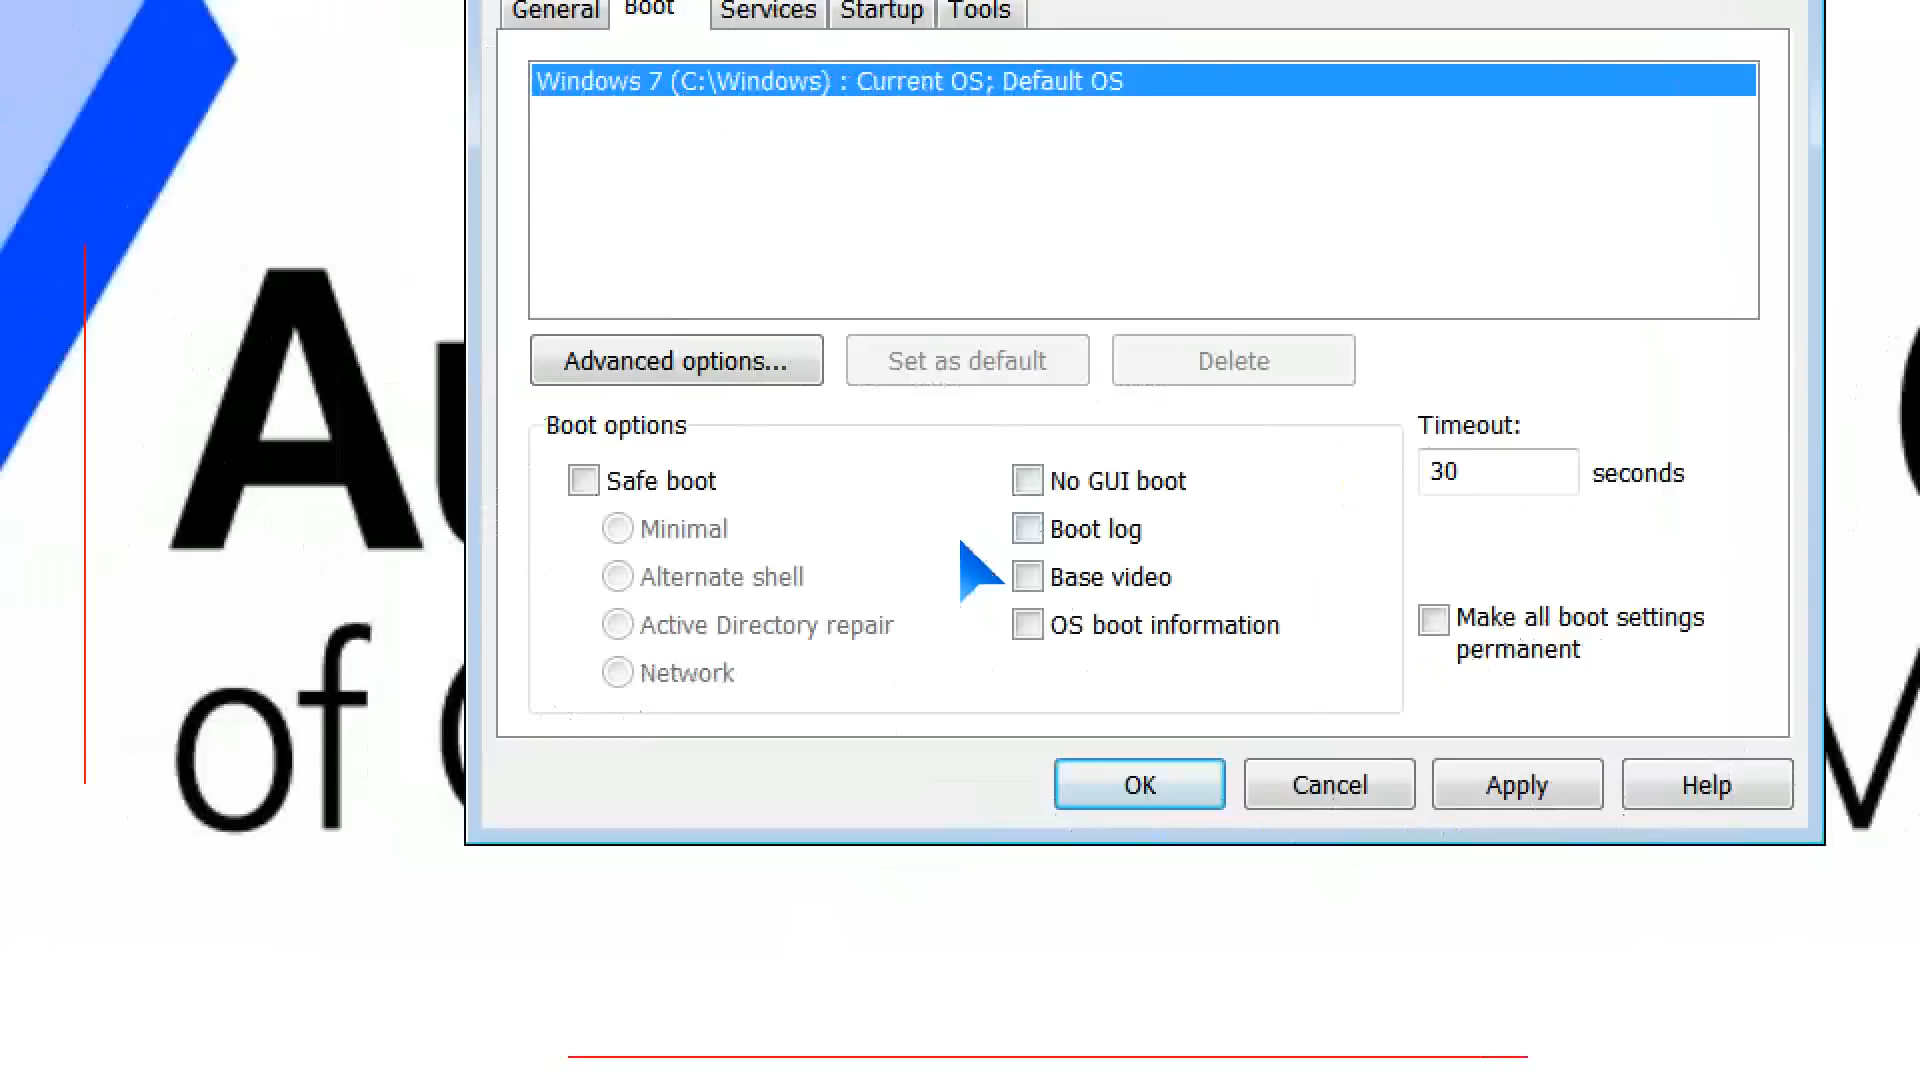 General Boot Services Startup Tools
Windows 7 (C:\Windows) : Current OS; Default OS
Advanced options... Set as default Delete
Boot options
Safe boot
Minimal
Alternate shell
Active Directory repair
Network
No GUI boot
Boot log
Base video
OS boot information
Timeout:
30 seconds
Make all boot settings
permanent
OK Cancel Apply Help
of